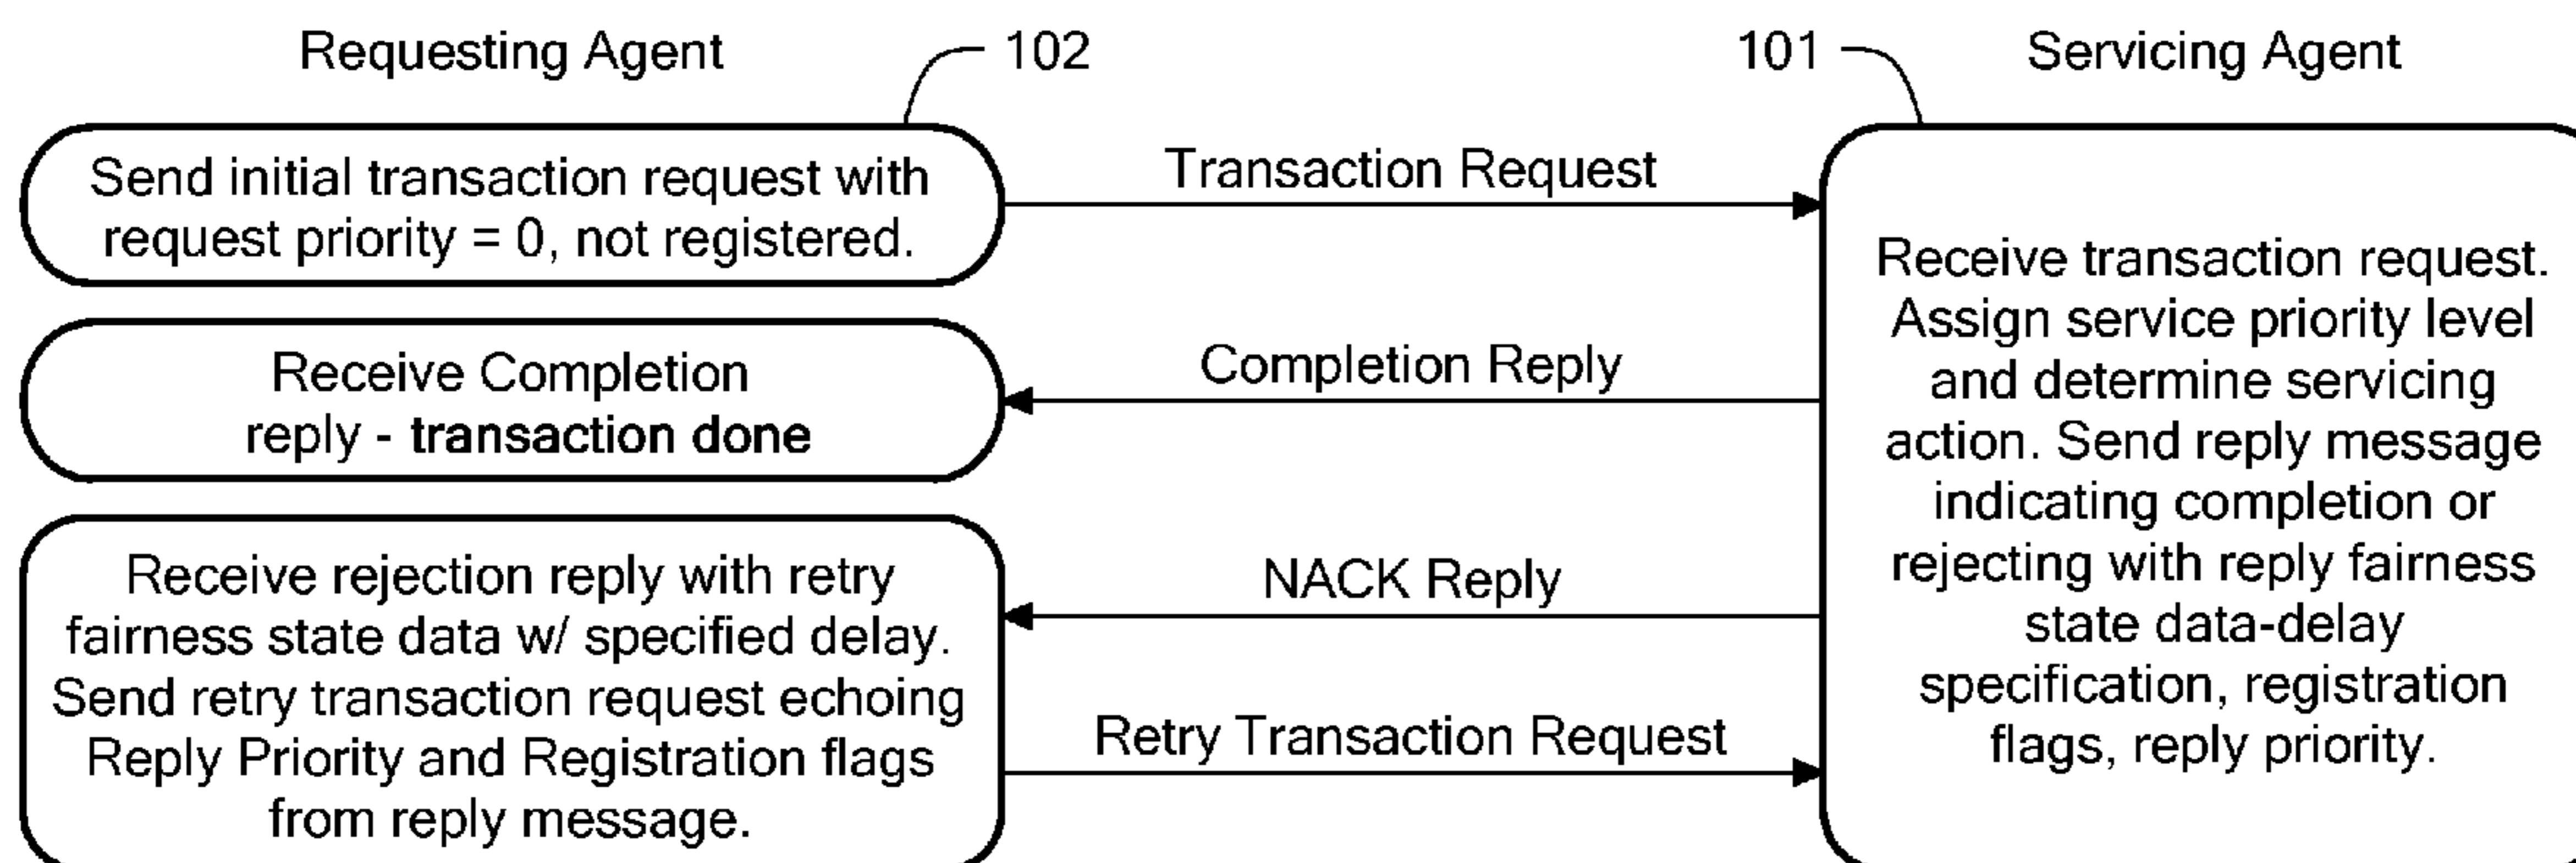 Requesting Agent
102
101
Servicing Agent
Send initial transaction request with
request priority = 0, not registered.
Transaction Request
Receive Completion
reply - transaction done
Completion Reply
Receive rejection reply with retry
fairness state data w/ specified delay.
Send retry transaction request echoing
Reply Priority and Registration flags
from reply message.
NACK Reply
Retry Transaction Request
Receive transaction request.
Assign service priority level
and determine servicing
action. Send reply message
indicating completion or
rejecting with reply fairness
state data-delay
specification, registration
flags, reply priority.